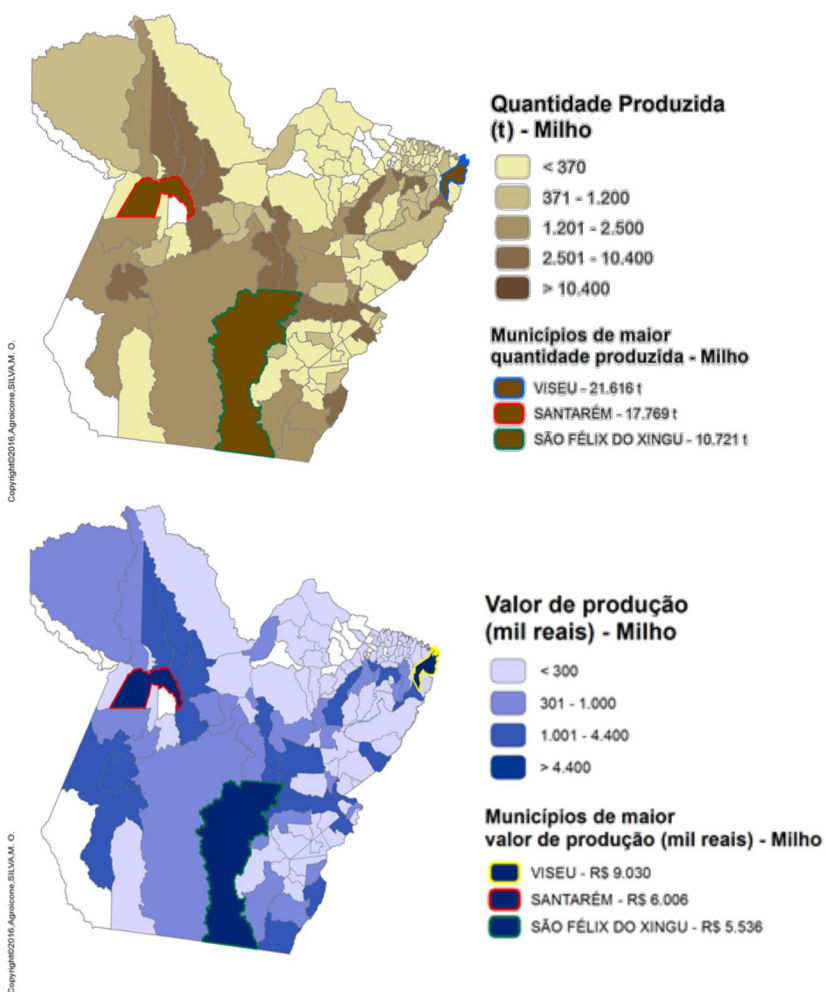 Quantidade Produzida
(t) - Milho
< 370
371 - 1.200
1.201 - 2.500
2.501 - 10.400
> 10.400
Municípios de maior
quantidade produzida - Milho
VISEU - 21.616 t
SANTARÉM - 17.769 t
SÃO FÉLIX DO XINGU - 10.721 t
Copyright©2016,Agroicone,SILVA,M. O.
Valor de produção
(mil reais) - Milho
< 300
301 - 1.000
1.001 - 4.400
> 4.400
Municípios de maior
valor de produção (mil reais) - Milho
VISEU - R$ 9.030
SANTARÉM - R$ 6.006
SÃO FÉLIX DO XINGU - R$ 5.536
Copyright©2016,Agroicone,SILVA,M. O.